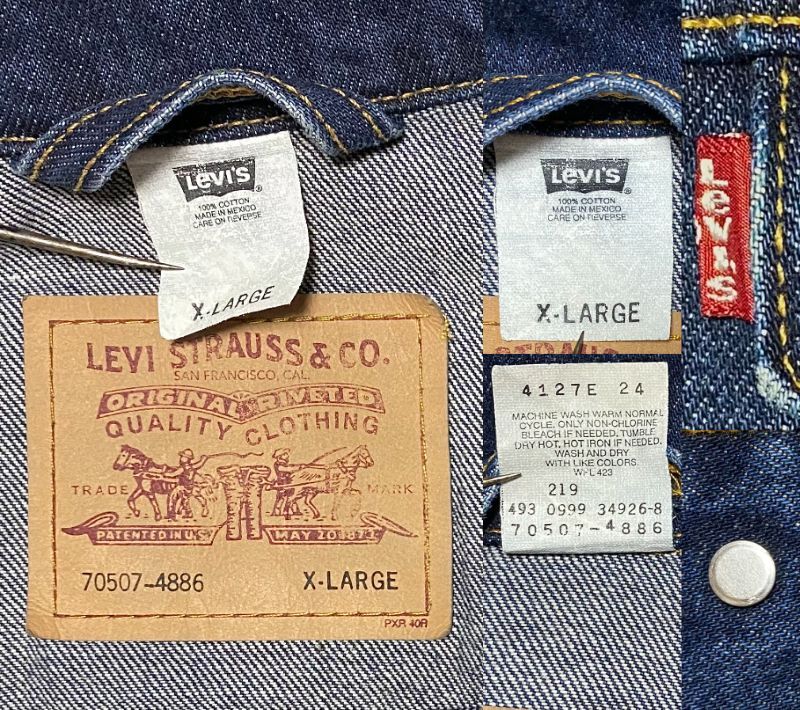 Levi's®
100% COTTON
MADE IN MEXICO
CARE ON REVERSE
X-LARGE
LEVI STRAUSS & CO.
SAN FRANCISCO, CAL.
ORIGINAL RIVETED
QUALITY CLOTHING
TRADE MARK
PATENTED IN U.S. MAY 20 1873
70507-4886 X-LARGE
Levi's®
100% COTTON
MADE IN MEXICO
CARE ON REVERSE
X-LARGE
4127E 24
MACHINE WASH WARM NORMAL
CYCLE. ONLY NON-CHLORINE
BLEACH IF NEEDED, TUMBLE
DRY HOT. HOT IRON IF NEEDED.
WASH AND DRY
WITH LIKE COLORS
WPL 423
219
493 0999 34926-8
70507-4886
Levi's